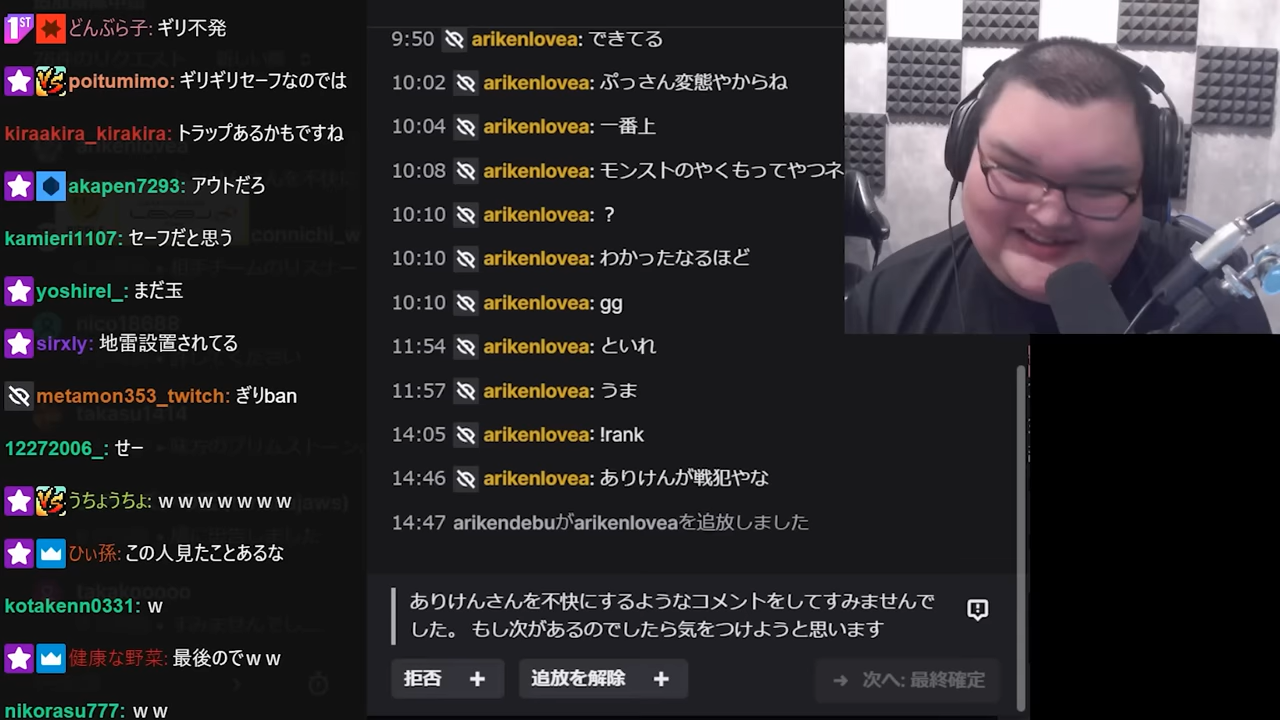 どんぶら子: ギリ不発
poitumimo: ギリギリセーフなのでは
kiraakira_kirakira: トラップあるかもですね
akapen7293: アウトだろ
kamieri1107: セーフだと思う
yoshirel_: まだ玉
sirxly: 地雷設置されてる
metamon353_twitch: ぎりban
12272006_: せー
うちょうちょ: ｗｗｗｗｗｗｗ
ひぃ孫: この人見たことあるな
kotakenn0331: w
健康な野菜: 最後のでｗｗ
nikorasu777: ｗｗ
9:50 arikenlovea: できてる
10:02 arikenlovea: ぷっさん変態やからね
10:04 arikenlovea: 一番上
10:08 arikenlovea: モンストのやくもってやつネ
10:10 arikenlovea: ？
10:10 arikenlovea: わかったなるほど
10:10 arikenlovea: gg
11:54 arikenlovea: といれ
11:57 arikenlovea: うま
14:05 arikenlovea: !rank
14:46 arikenlovea: ありけんが戦犯やな
14:47 arikendebuがarikenloveaを追放しました
ありけんさんを不快にするようなコメントをしてすみませんで
した。 もし次があるのでしたら気をつけようと思います
拒否 +
追放を解除 +
→ 次へ: 最終確定